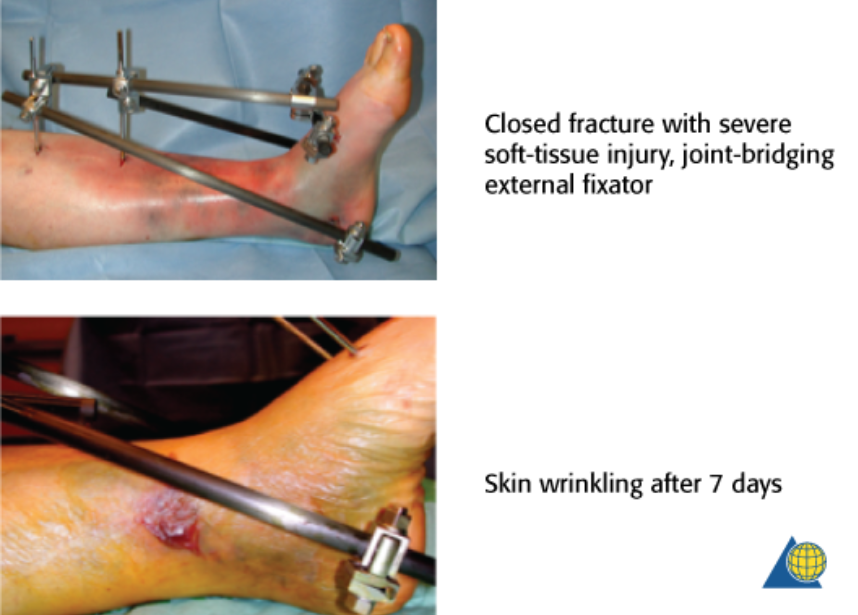 Closed fracture with severe
soft-tissue injury, joint-bridging
external fixator
Skin wrinkling after 7 days